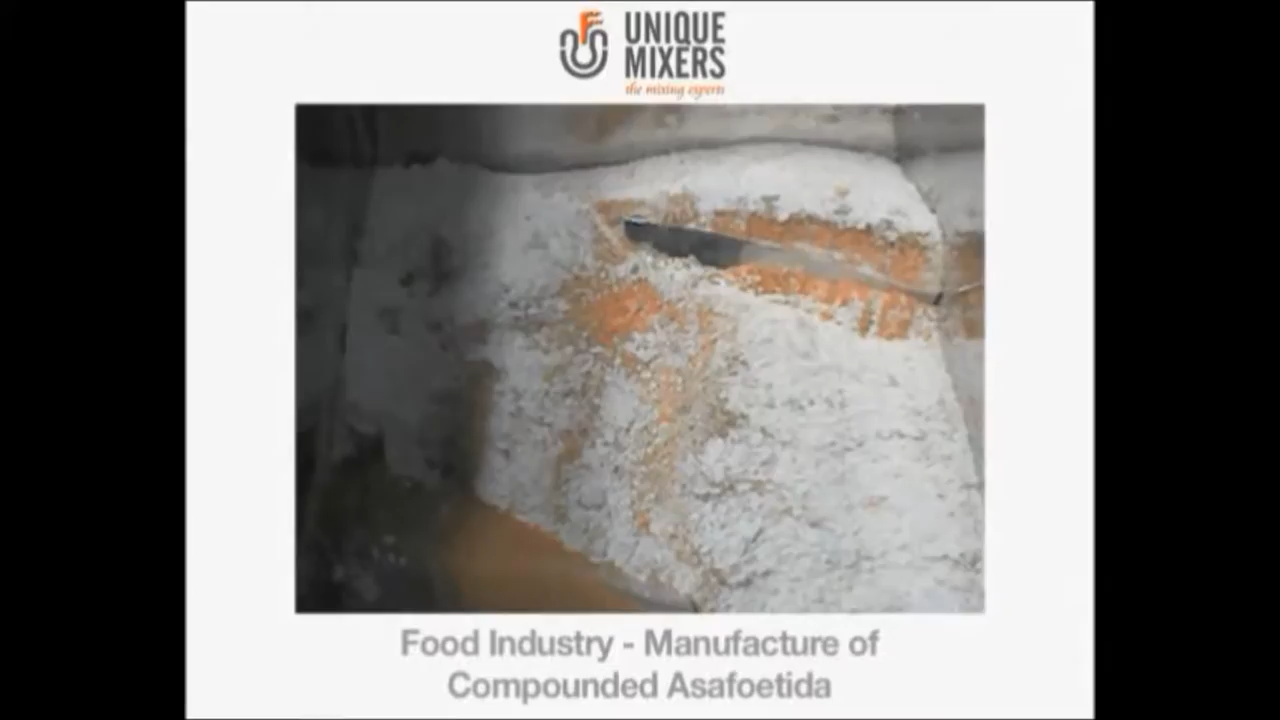 UNIQUE
MIXERS
the mixing experts
Food Industry - Manufacture of
Compounded Asafoetida